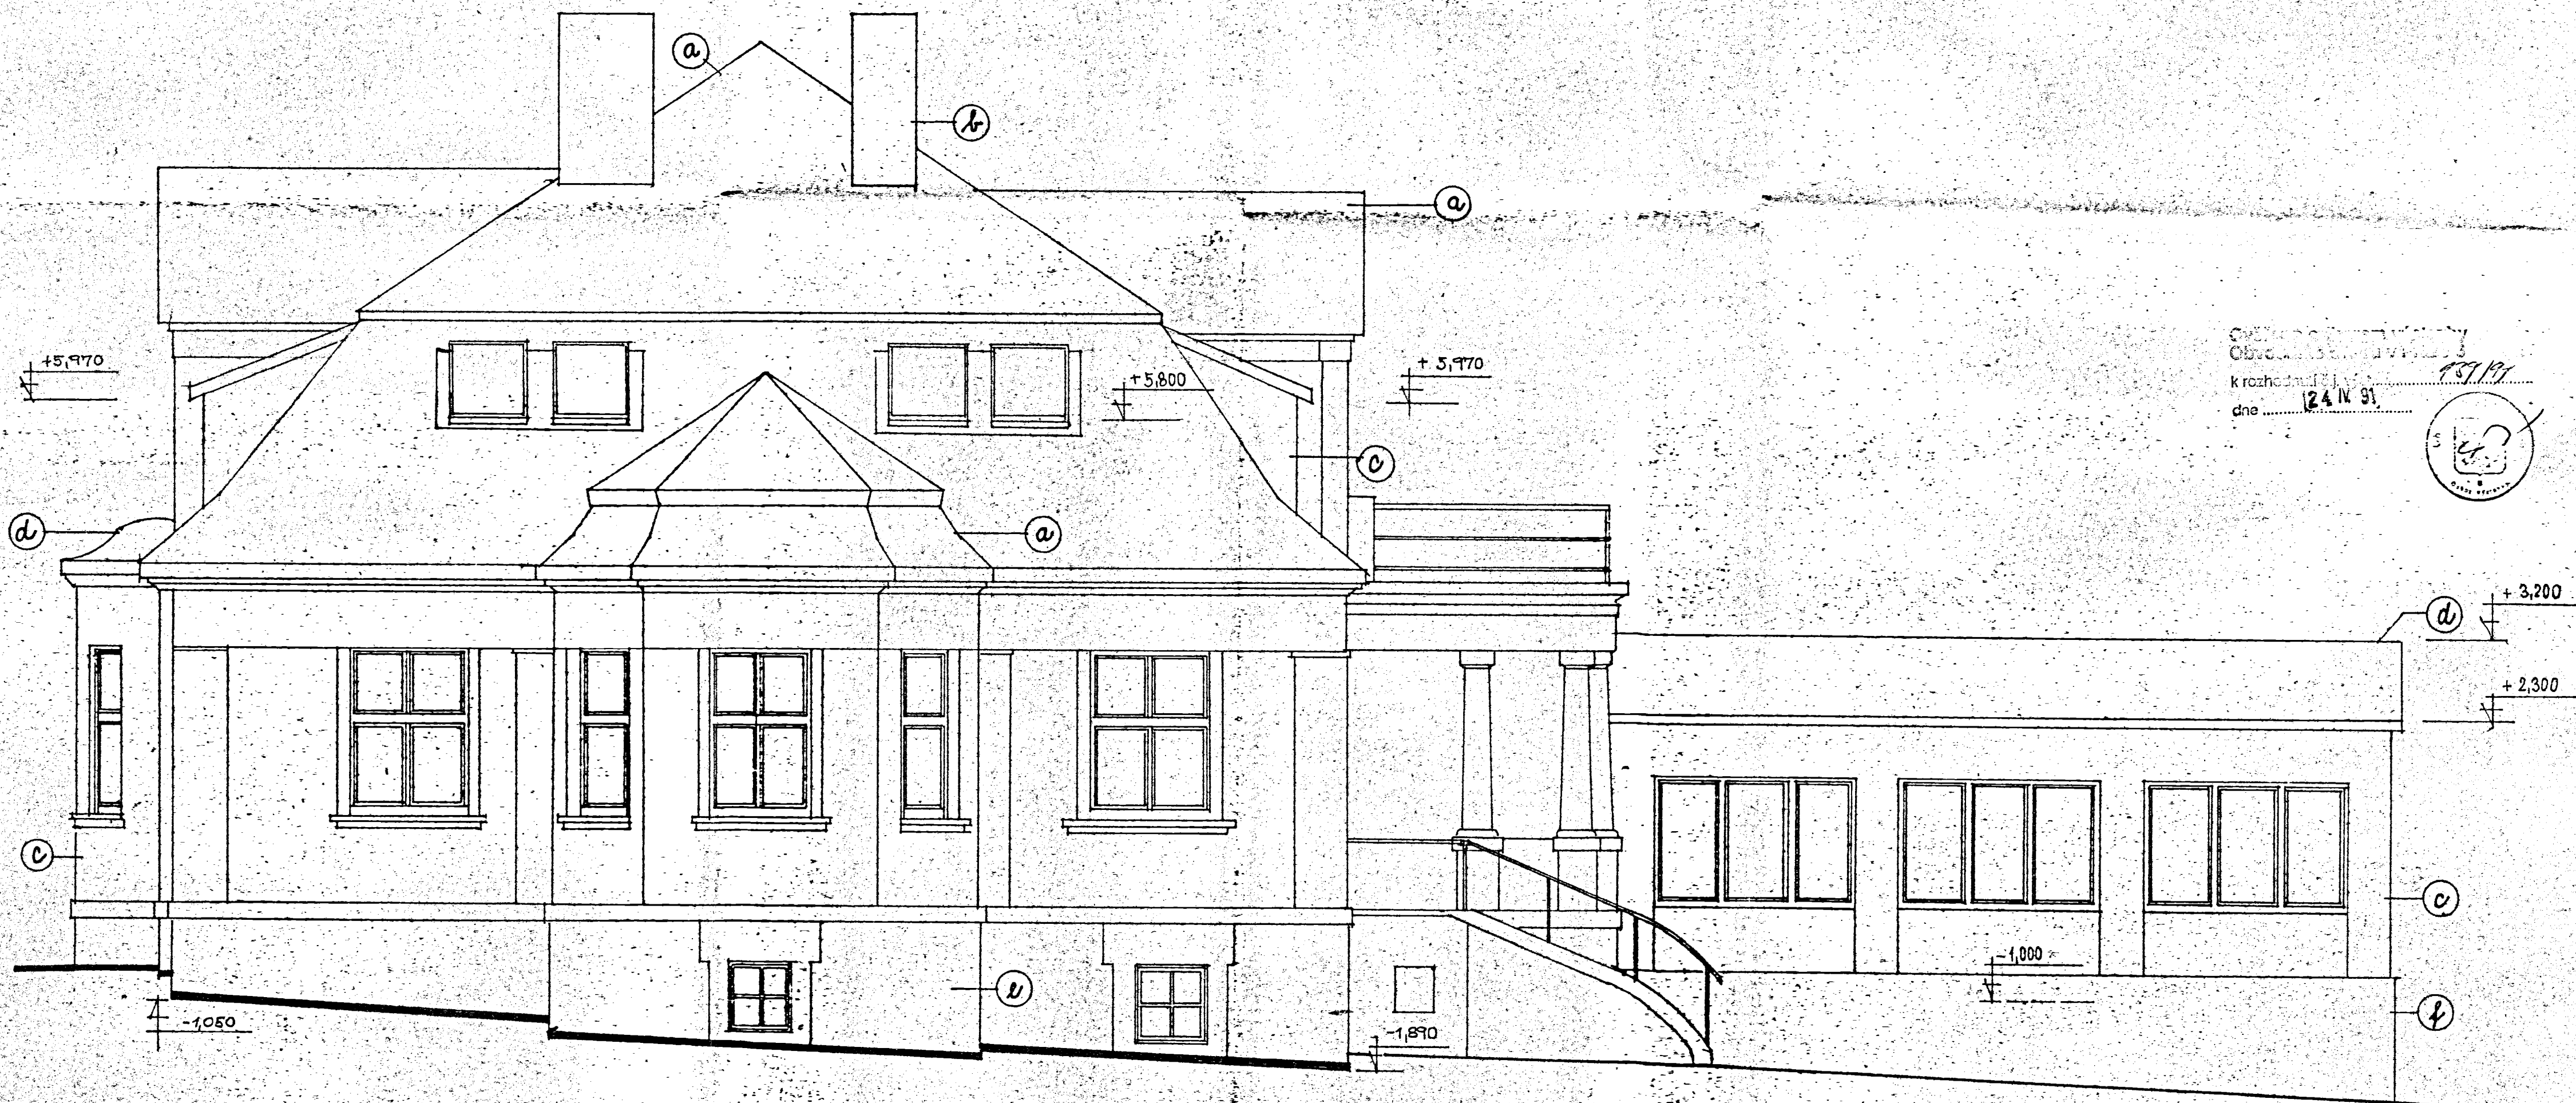 a
b
a
+5,970
+5,800
+5,970
k rozhodnutí č.j.
dne 24 IV. 91
c
d
a
+3,200
d
+2,300
c
c
-1,000
e
f
-1,050
-1,890